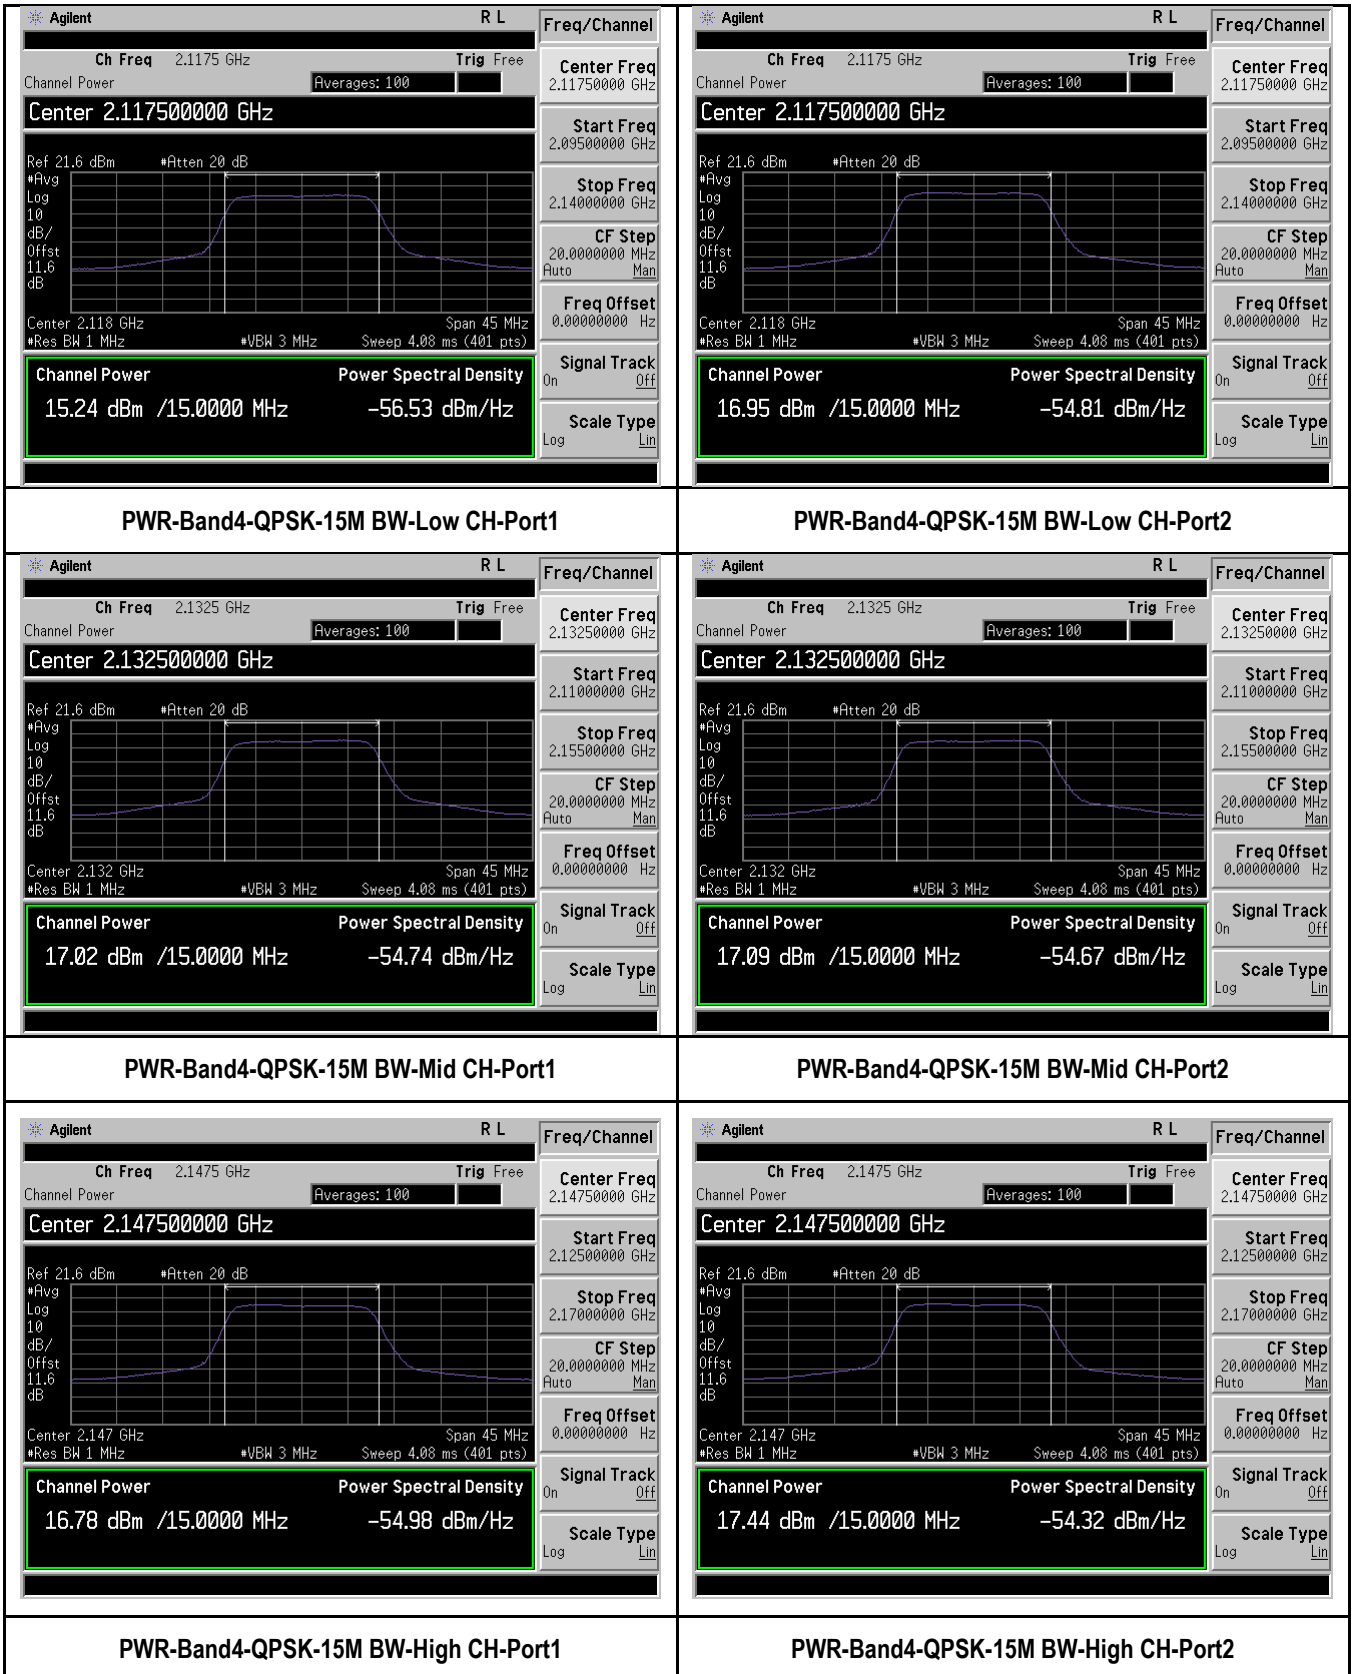 Agilent R L Freq/Channel
Ch Freq 2.1175 GHz Trig Free
Channel Power Averages: 100
Center 2.117500000 GHz
Ref 21.6 dBm #Atten 20 dB
#Avg
Log
10
dB/
Offst
11.6
dB
Center 2.118 GHz Span 45 MHz
#Res BW 1 MHz #VBW 3 MHz Sweep 4.08 ms (401 pts)
Channel Power Power Spectral Density
15.24 dBm /15.0000 MHz -56.53 dBm/Hz
Center Freq
2.11750000 GHz
Start Freq
2.09500000 GHz
Stop Freq
2.14000000 GHz
CF Step
20.0000000 MHz
Auto Man
Freq Offset
0.00000000 Hz
Signal Track
On Off
Scale Type
Log Lin
PWR-Band4-QPSK-15M BW-Low CH-Port1
Agilent R L Freq/Channel
Ch Freq 2.1175 GHz Trig Free
Channel Power Averages: 100
Center 2.117500000 GHz
Ref 21.6 dBm #Atten 20 dB
#Avg
Log
10
dB/
Offst
11.6
dB
Center 2.118 GHz Span 45 MHz
#Res BW 1 MHz #VBW 3 MHz Sweep 4.08 ms (401 pts)
Channel Power Power Spectral Density
16.95 dBm /15.0000 MHz -54.81 dBm/Hz
Center Freq
2.11750000 GHz
Start Freq
2.09500000 GHz
Stop Freq
2.14000000 GHz
CF Step
20.0000000 MHz
Auto Man
Freq Offset
0.00000000 Hz
Signal Track
On Off
Scale Type
Log Lin
PWR-Band4-QPSK-15M BW-Low CH-Port2
Agilent R L Freq/Channel
Ch Freq 2.1325 GHz Trig Free
Channel Power Averages: 100
Center 2.132500000 GHz
Ref 21.6 dBm #Atten 20 dB
#Avg
Log
10
dB/
Offst
11.6
dB
Center 2.132 GHz Span 45 MHz
#Res BW 1 MHz #VBW 3 MHz Sweep 4.08 ms (401 pts)
Channel Power Power Spectral Density
17.02 dBm /15.0000 MHz -54.74 dBm/Hz
Center Freq
2.13250000 GHz
Start Freq
2.11000000 GHz
Stop Freq
2.15500000 GHz
CF Step
20.0000000 MHz
Auto Man
Freq Offset
0.00000000 Hz
Signal Track
On Off
Scale Type
Log Lin
PWR-Band4-QPSK-15M BW-Mid CH-Port1
Agilent R L Freq/Channel
Ch Freq 2.1325 GHz Trig Free
Channel Power Averages: 100
Center 2.132500000 GHz
Ref 21.6 dBm #Atten 20 dB
#Avg
Log
10
dB/
Offst
11.6
dB
Center 2.132 GHz Span 45 MHz
#Res BW 1 MHz #VBW 3 MHz Sweep 4.08 ms (401 pts)
Channel Power Power Spectral Density
17.09 dBm /15.0000 MHz -54.67 dBm/Hz
Center Freq
2.13250000 GHz
Start Freq
2.11000000 GHz
Stop Freq
2.15500000 GHz
CF Step
20.0000000 MHz
Auto Man
Freq Offset
0.00000000 Hz
Signal Track
On Off
Scale Type
Log Lin
PWR-Band4-QPSK-15M BW-Mid CH-Port2
Agilent R L Freq/Channel
Ch Freq 2.1475 GHz Trig Free
Channel Power Averages: 100
Center 2.147500000 GHz
Ref 21.6 dBm #Atten 20 dB
#Avg
Log
10
dB/
Offst
11.6
dB
Center 2.147 GHz Span 45 MHz
#Res BW 1 MHz #VBW 3 MHz Sweep 4.08 ms (401 pts)
Channel Power Power Spectral Density
16.78 dBm /15.0000 MHz -54.98 dBm/Hz
Center Freq
2.14750000 GHz
Start Freq
2.12500000 GHz
Stop Freq
2.17000000 GHz
CF Step
20.0000000 MHz
Auto Man
Freq Offset
0.00000000 Hz
Signal Track
On Off
Scale Type
Log Lin
PWR-Band4-QPSK-15M BW-High CH-Port1
Agilent R L Freq/Channel
Ch Freq 2.1475 GHz Trig Free
Channel Power Averages: 100
Center 2.147500000 GHz
Ref 21.6 dBm #Atten 20 dB
#Avg
Log
10
dB/
Offst
11.6
dB
Center 2.147 GHz Span 45 MHz
#Res BW 1 MHz #VBW 3 MHz Sweep 4.08 ms (401 pts)
Channel Power Power Spectral Density
17.44 dBm /15.0000 MHz -54.32 dBm/Hz
Center Freq
2.14750000 GHz
Start Freq
2.12500000 GHz
Stop Freq
2.17000000 GHz
CF Step
20.0000000 MHz
Auto Man
Freq Offset
0.00000000 Hz
Signal Track
On Off
Scale Type
Log Lin
PWR-Band4-QPSK-15M BW-High CH-Port2